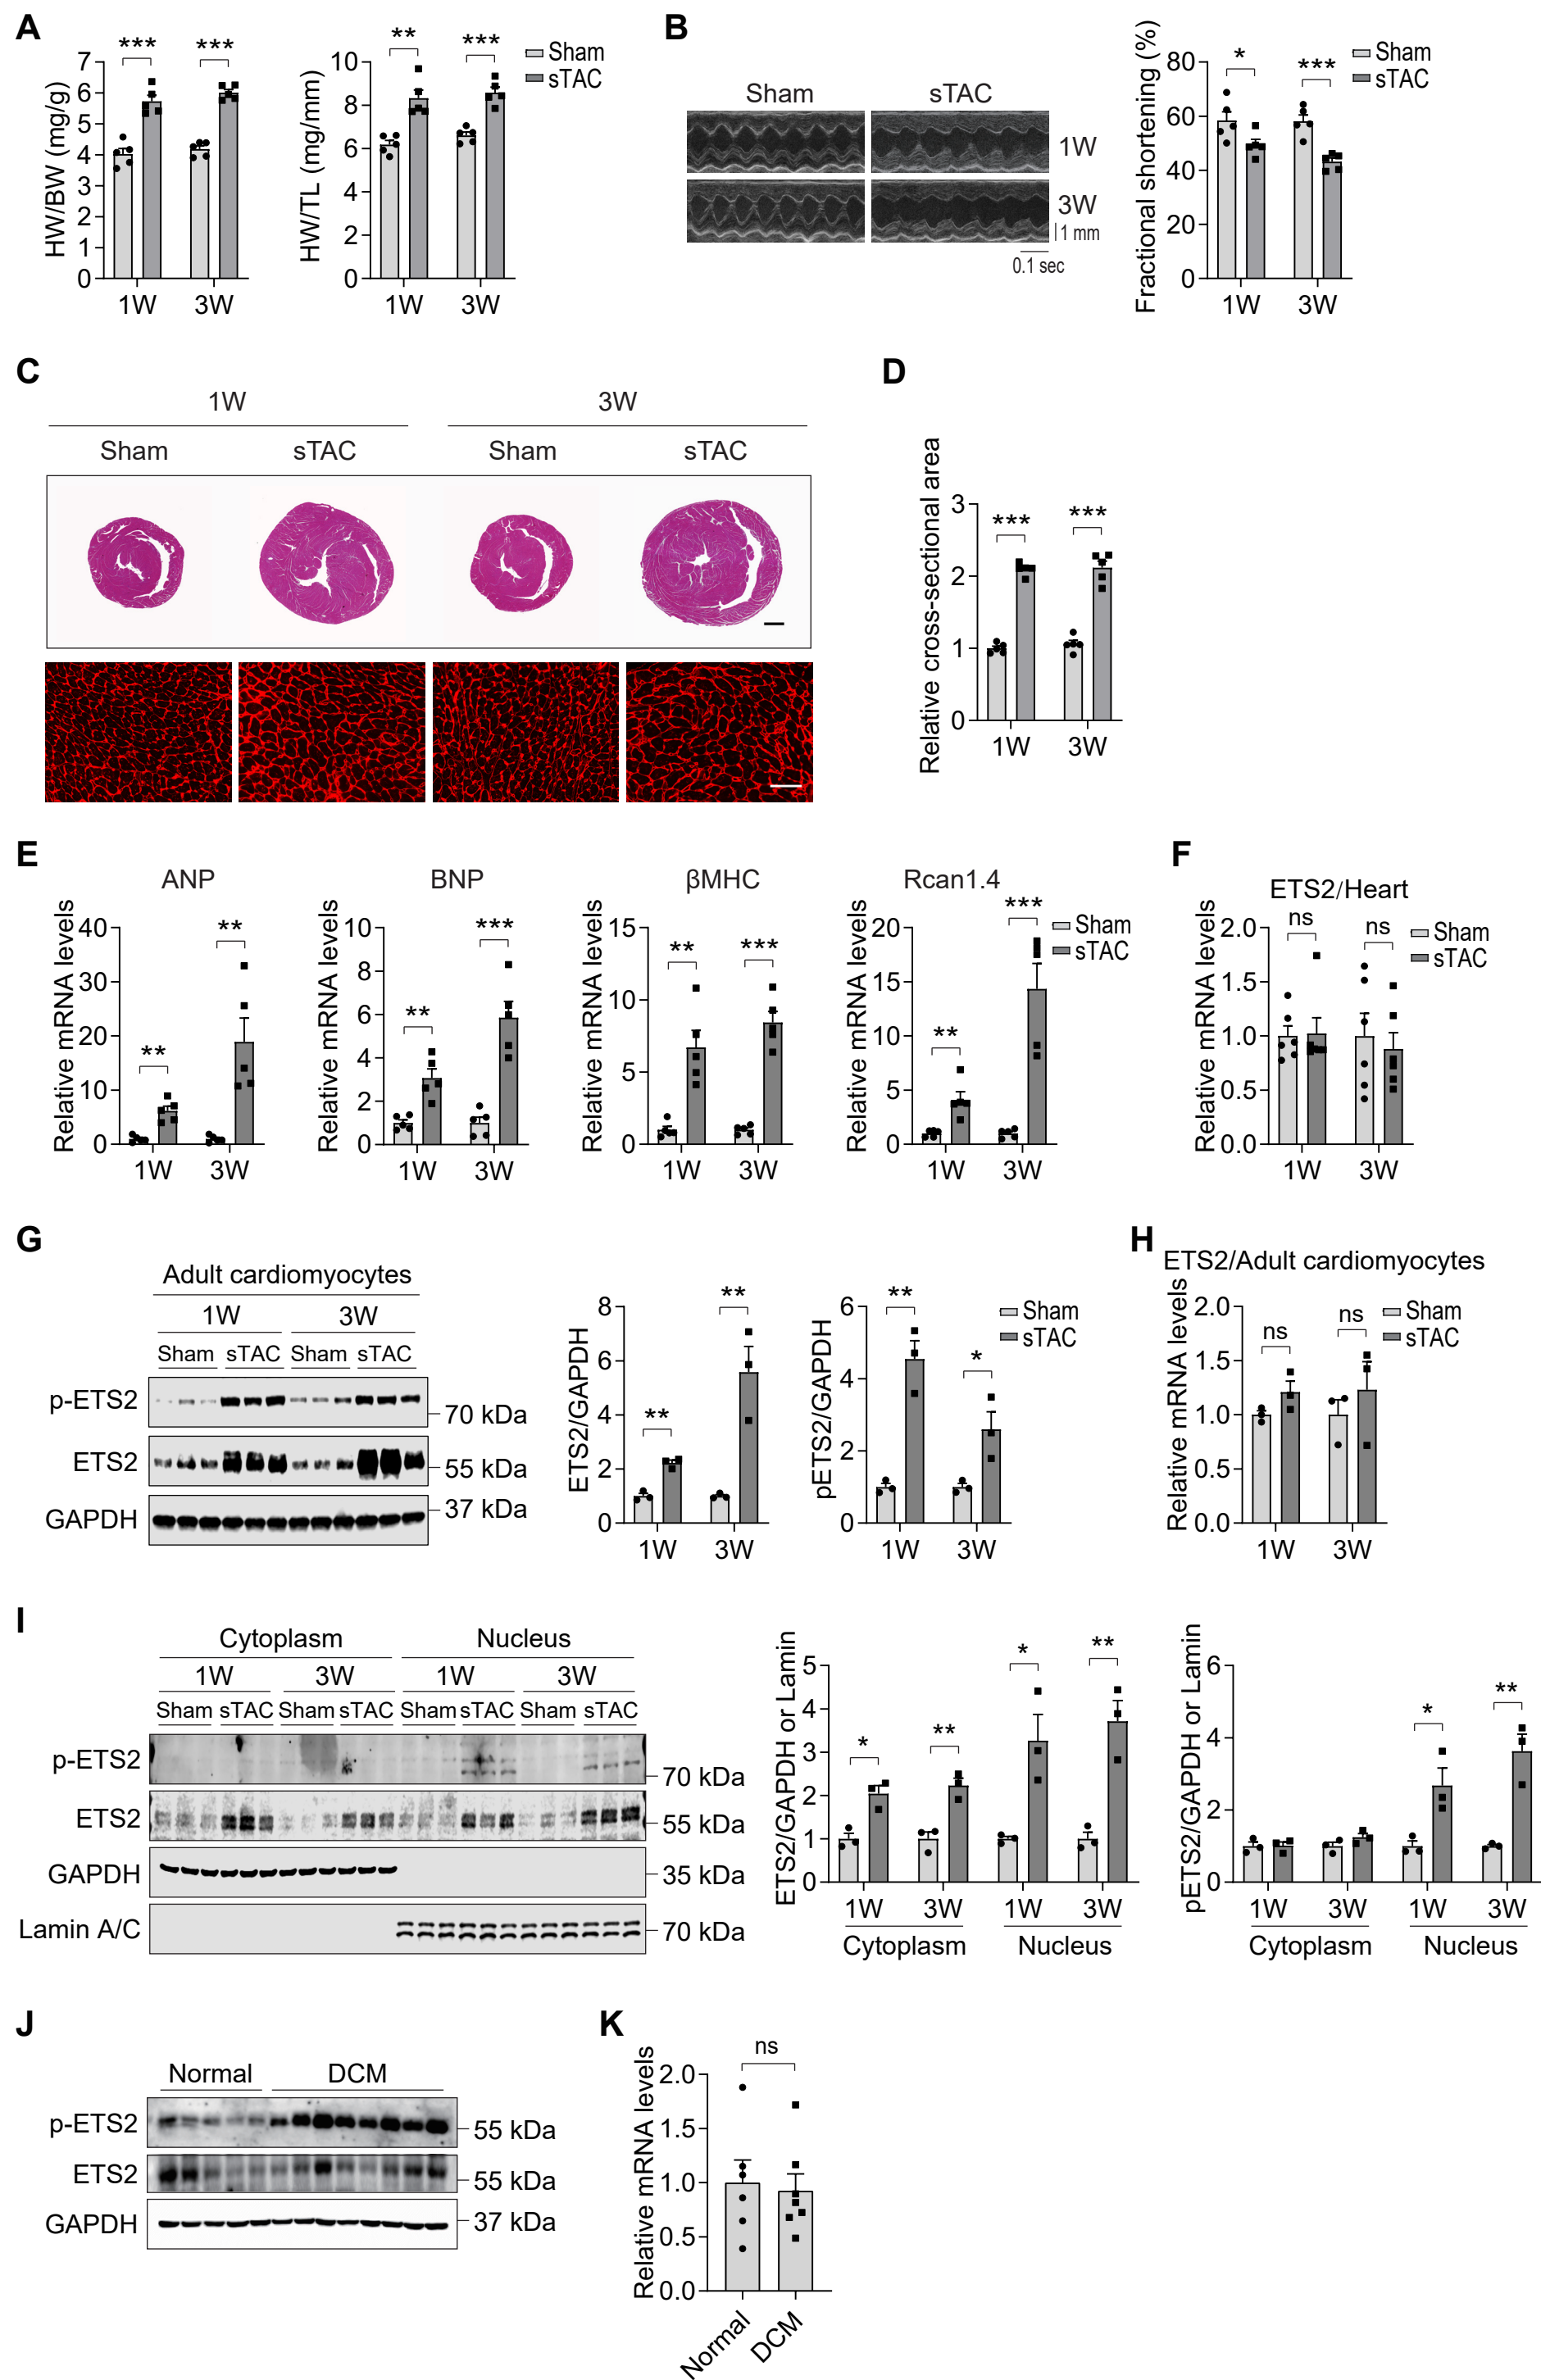 A
HW/BW (mg/g)
7
6
5
4
3
2
1
0
***
***
1W
3W
HW/TL (mg/mm)
10
8
6
4
2
0
**
***
1W
3W
Sham
sTAC
B
Sham
sTAC
1W
3W
1 mm
0.1 sec
Fractional shortening (%)
80
60
40
20
0
*
***
1W
3W
Sham
sTAC
C
1W
3W
Sham
sTAC
Sham
sTAC
D
Relative cross-sectional area
3
2
1
0
***
***
1W
3W
E
ANP
Relative mRNA levels
40
30
20
10
0
**
**
1W
3W
BNP
Relative mRNA levels
10
8
6
4
2
0
**
***
1W
3W
βMHC
Relative mRNA levels
15
10
5
0
**
***
1W
3W
Rcan1.4
Relative mRNA levels
20
15
10
5
0
**
***
1W
3W
Sham
sTAC
F
ETS2/Heart
Relative mRNA levels
2.0
1.5
1.0
0.5
0.0
ns
ns
1W
3W
Sham
sTAC
G
Adult cardiomyocytes
1W
3W
Sham
sTAC
Sham
sTAC
p-ETS2
70 kDa
ETS2
55 kDa
GAPDH
37 kDa
ETS2/GAPDH
8
6
4
2
0
**
**
1W
3W
pETS2/GAPDH
6
4
2
0
**
*
1W
3W
Sham
sTAC
H
ETS2/Adult cardiomyocytes
Relative mRNA levels
2.0
1.5
1.0
0.5
0.0
ns
ns
1W
3W
Sham
sTAC
I
Cytoplasm
Nucleus
1W
3W
1W
3W
Sham
sTAC
Sham
sTAC
Sham
sTAC
Sham
sTAC
p-ETS2
70 kDa
ETS2
55 kDa
GAPDH
35 kDa
Lamin A/C
70 kDa
ETS2/GAPDH or Lamin
5
4
3
2
1
0
*
**
*
**
1W
3W
1W
3W
Cytoplasm
Nucleus
pETS2/GAPDH or Lamin
6
4
2
0
*
**
1W
3W
1W
3W
Cytoplasm
Nucleus
J
Normal
DCM
p-ETS2
55 kDa
ETS2
55 kDa
GAPDH
37 kDa
K
Relative mRNA levels
2.0
1.5
1.0
0.5
0.0
ns
Normal
DCM